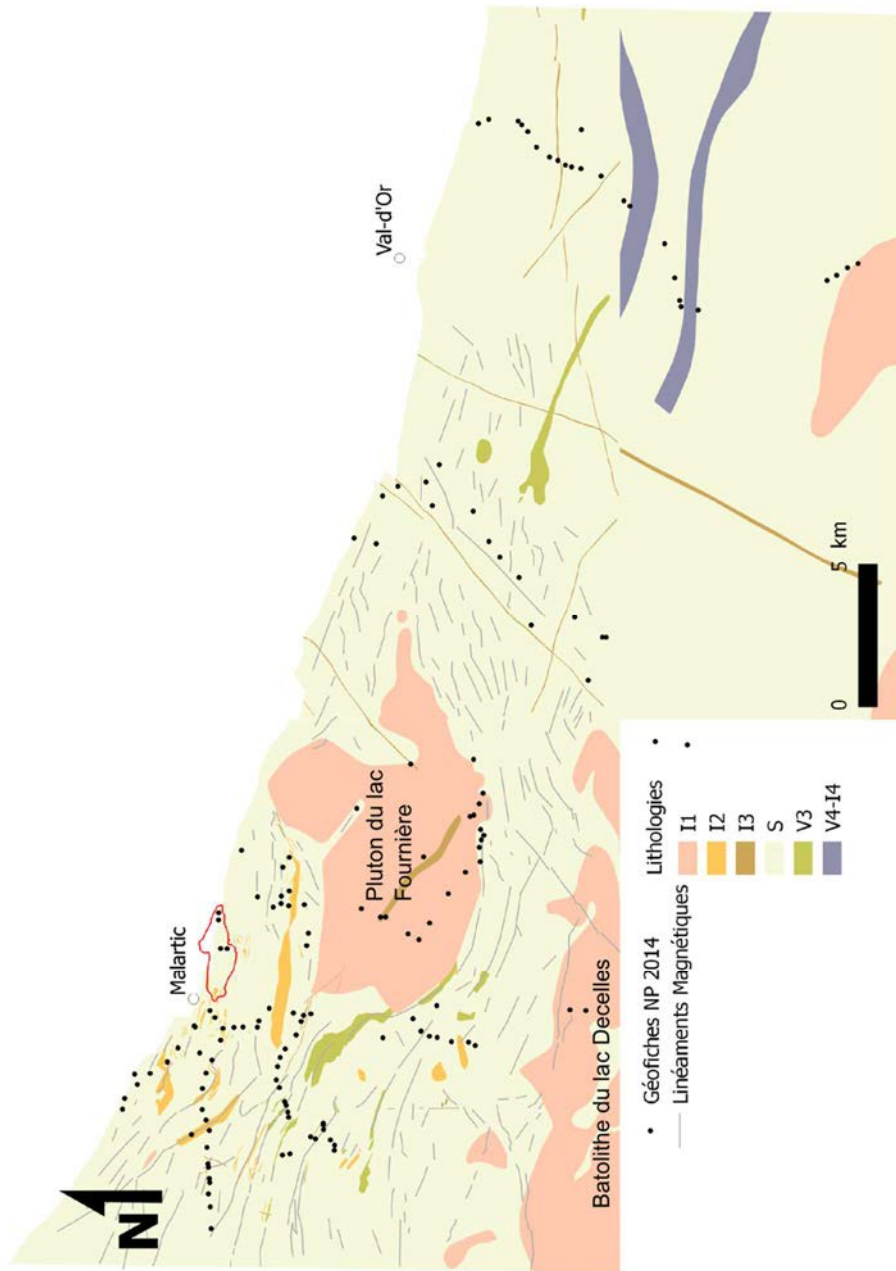 N
Malartic
Val-d'Or
Pluton du lac
Fournière
Batolithe du lac Decelles
0 5 km
Géofiches NP 2014
Linéaments Magnétiques
Lithologies
I1
I2
I3
S
V3
V4-I4